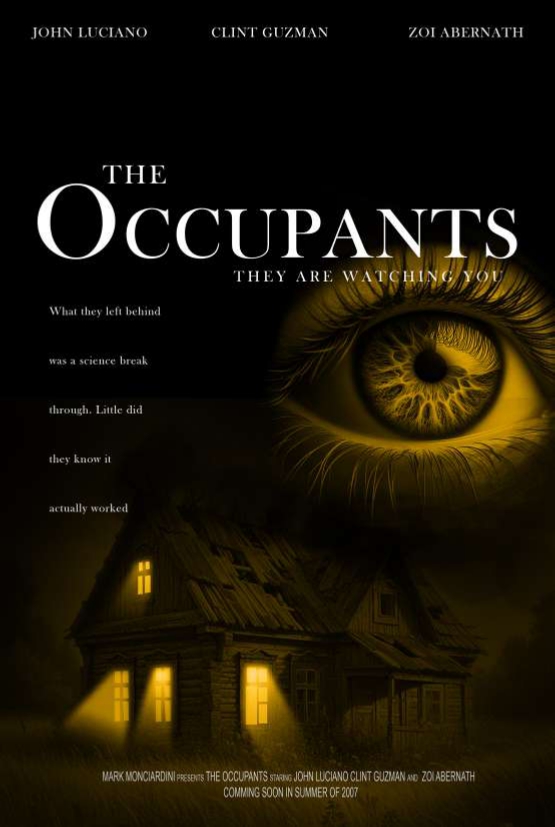 JOHN LUCIANO CLINT GUZMAN ZOI ABERNATH
THE
OCCUPANTS
THEY ARE WATCHING YOU
What they left behind
was a science break
through. Little did
they know it
actually worked
MARK MONCIARDINI PRESENTS THE OCCUPANTS STARING JOHN LUCIANO CLINT GUZMAN AND ZOI ABERNATH
COMMING SOON IN SUMMER OF 2007